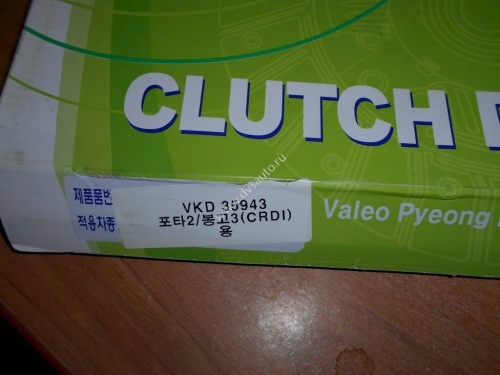 CLUTCH
제품품번
적용차종
VKD 35943
포타2/봉고3(CRDI)
용
Valeo Pyeong